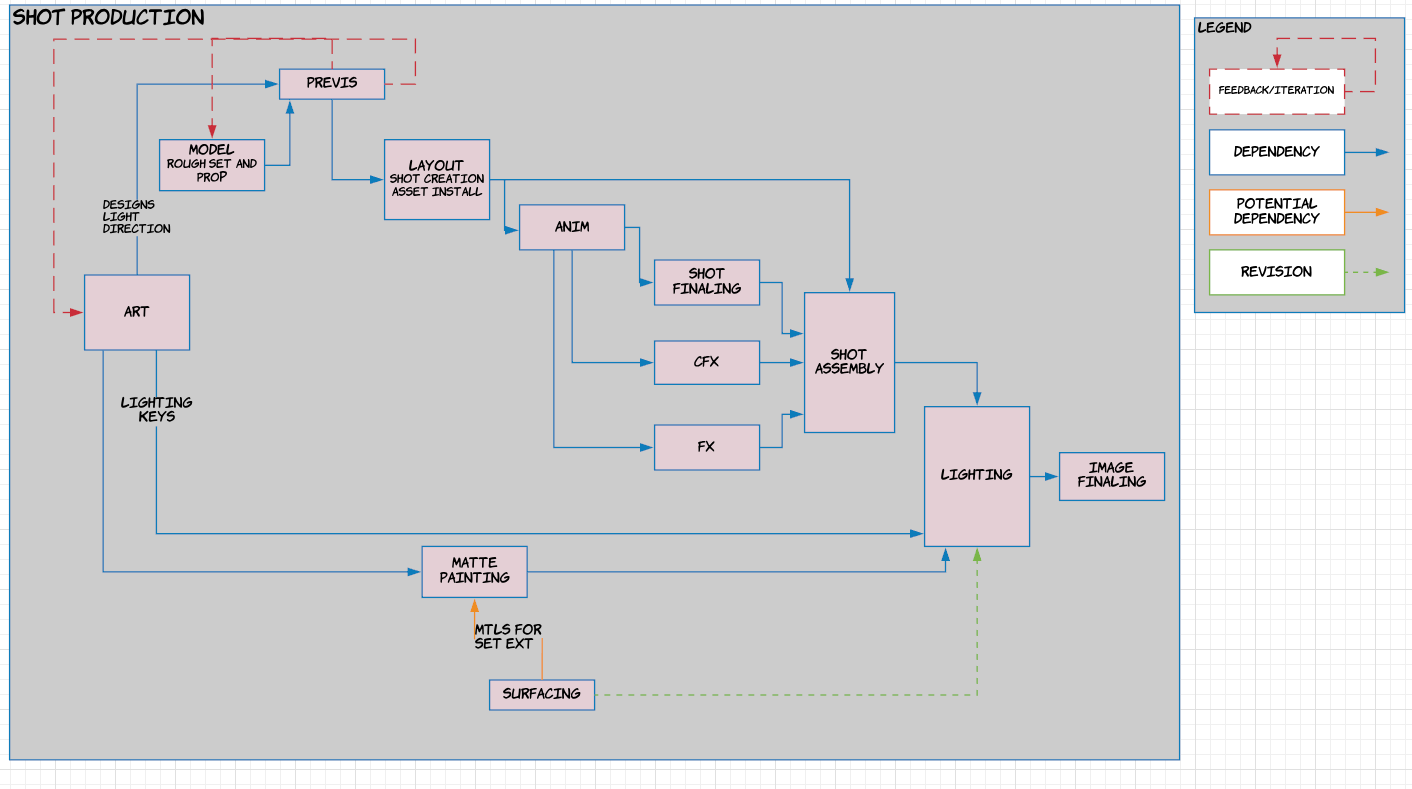 SHOT PRODUCTION
PREVIS
MODEL
ROUGH SET AND
PROP
LAYOUT
SHOT CREATION
ASSET INSTALL
DESIGNS
LIGHT
DIRECTION
ANIM
SHOT
FINALING
ART
CFX
SHOT
ASSEMBLY
LIGHTING
KEYS
FX
LIGHTING
IMAGE
FINALING
MATTE
PAINTING
MTLS FOR
SET EXT
SURFACING
LEGEND
FEEDBACK/ITERATION
DEPENDENCY
POTENTIAL
DEPENDENCY
REVISION